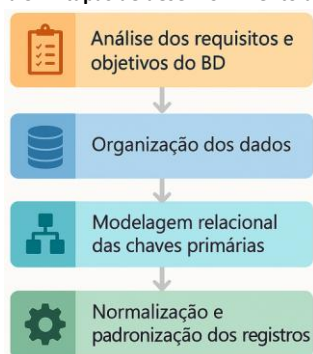 Análise dos requisitos e
objetivos do BD
Organização dos dados
Modelagem relacional
das chaves primárias
Normalização e
padronização dos registros